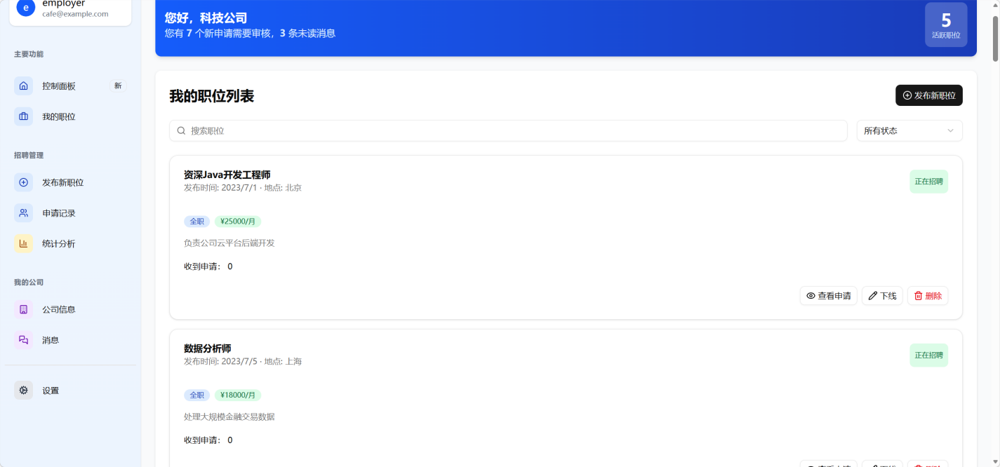 e
employer
cafe@example.com
主要功能
控制面板
新
我的职位
招聘管理
发布新职位
申请记录
统计分析
我的公司
公司信息
消息
设置
您好，科技公司
您有 7 个新申请需要审核，3 条未读消息
5
活跃职位
我的职位列表
发布新职位
搜索职位
所有状态
资深Java开发工程师
发布时间: 2023/7/1 · 地点: 北京
正在招聘
全职
¥25000/月
负责公司云平台后端开发
收到申请： 0
查看申请
下线
删除
数据分析师
发布时间: 2023/7/5 · 地点: 上海
正在招聘
全职
¥18000/月
处理大规模金融交易数据
收到申请： 0